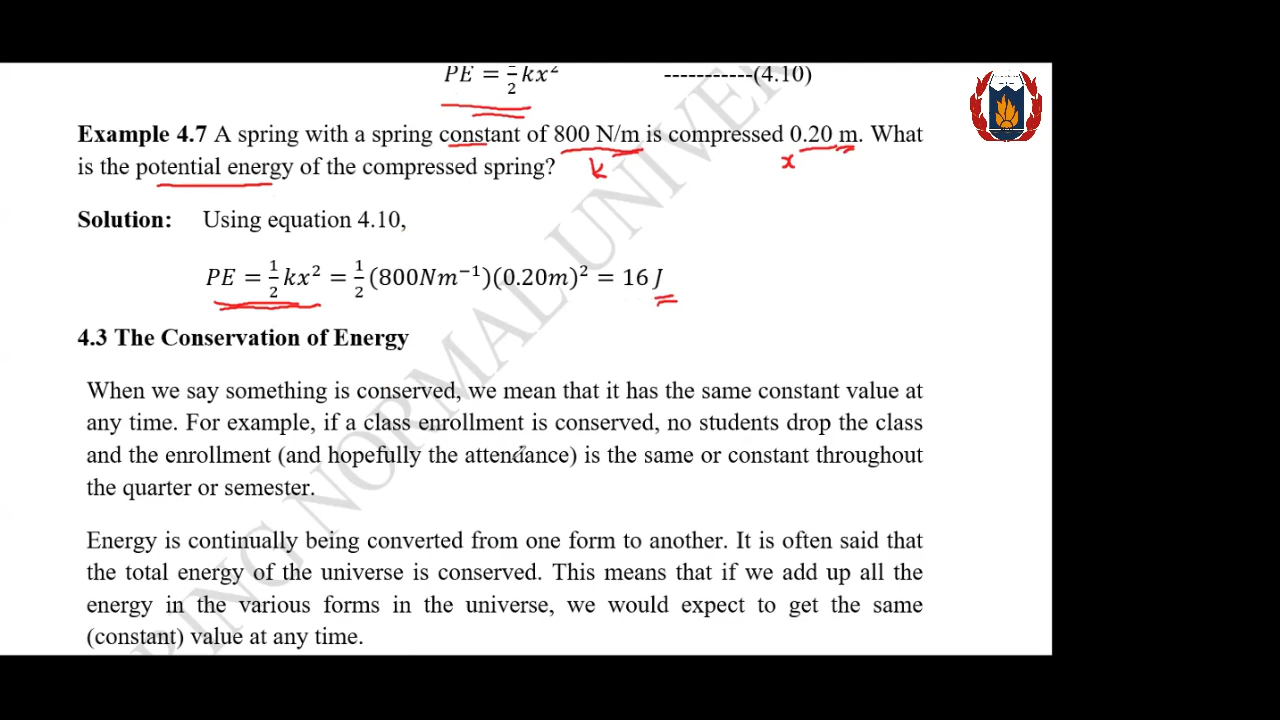 PE = 1/2 kx² -----------(4.10)
Example 4.7 A spring with a spring constant of 800 N/m is compressed 0.20 m. What
is the potential energy of the compressed spring?
k
x
Solution: Using equation 4.10,
PE = 1/2 kx² = 1/2 (800Nm⁻¹)(0.20m)² = 16 J
4.3 The Conservation of Energy
When we say something is conserved, we mean that it has the same constant value at
any time. For example, if a class enrollment is conserved, no students drop the class
and the enrollment (and hopefully the attendance) is the same or constant throughout
the quarter or semester.
Energy is continually being converted from one form to another. It is often said that
the total energy of the universe is conserved. This means that if we add up all the
energy in the various forms in the universe, we would expect to get the same
(constant) value at any time.
PING NORMAL UNIVER